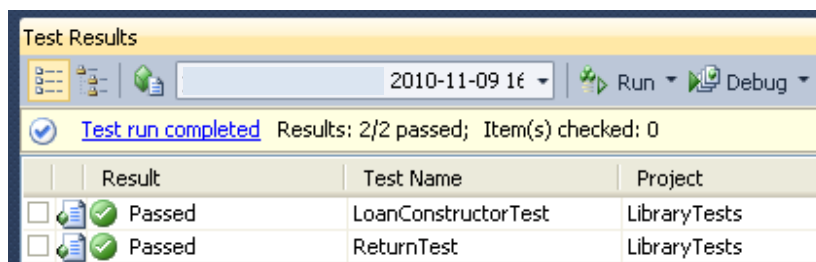 Test Results
2010-11-09 16 Run Debug
Test run completed Results: 2/2 passed; Item(s) checked: 0
Result Test Name Project
Passed LoanConstructorTest LibraryTests
Passed ReturnTest LibraryTests